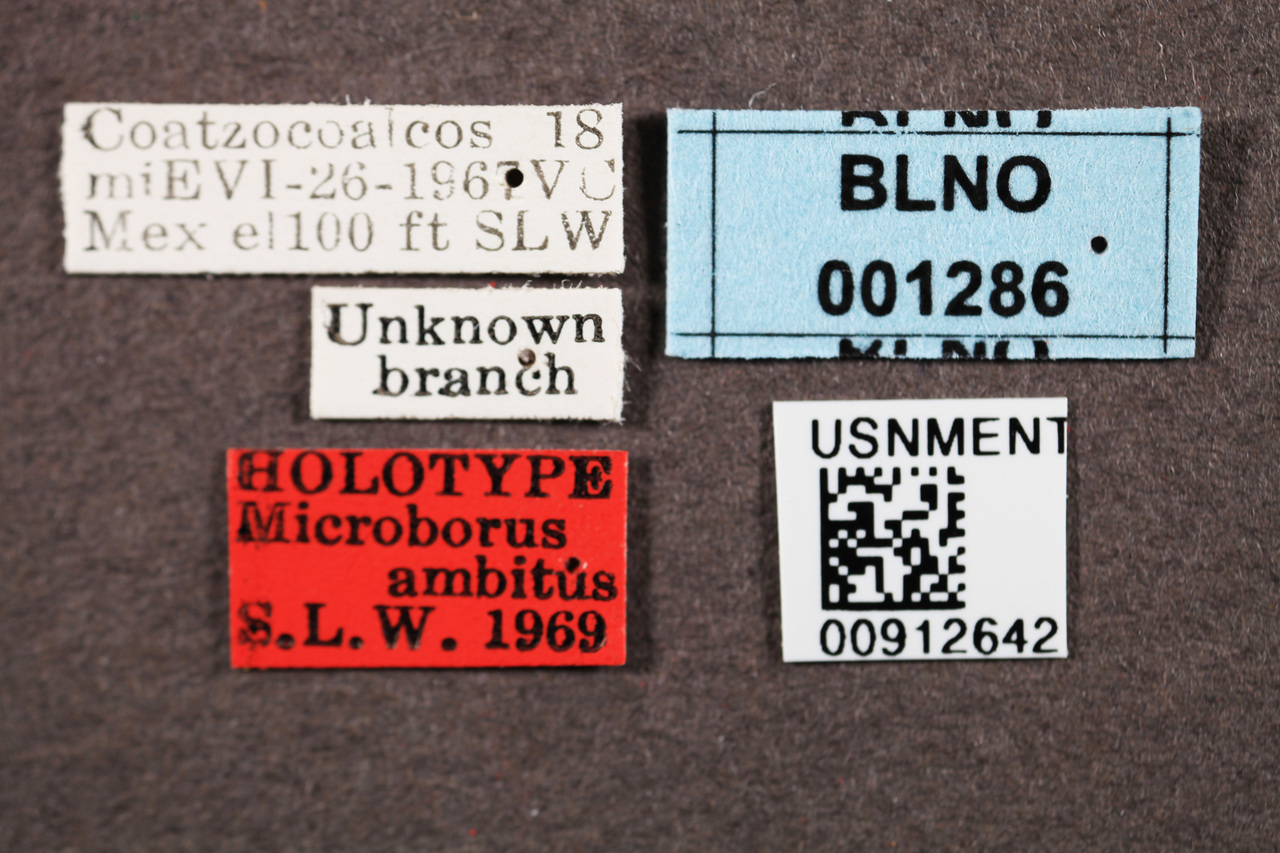 Coatzocoalcos 18
miEVI-26-1967VC
Mex el100 ft SLW
Unknown
branch
HOLOTYPE
Microborus
ambitus
S.L.W. 1969
BLNO
001286
USNMENT
00912642